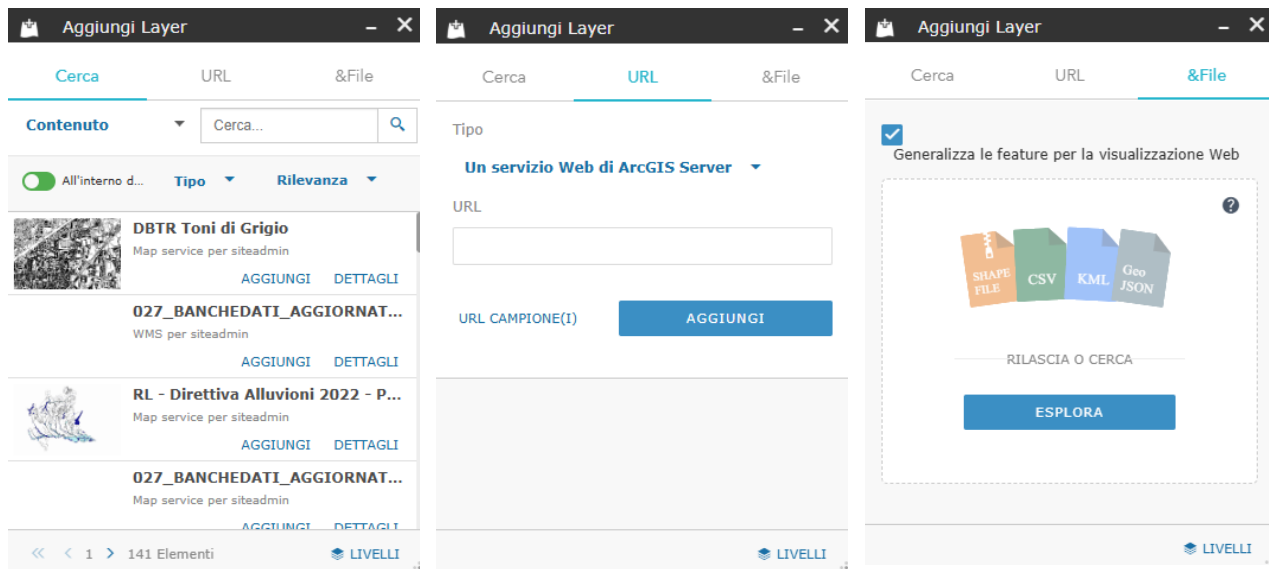 Aggiungi Layer
Cerca URL &File
Contenuto Cerca...
All'interno d... Tipo Rilevanza
DBTR Toni di Grigio
Map service per siteadmin
AGGIUNGI DETTAGLI
027_BANCHEDATI_AGGIORNAT...
WMS per siteadmin
AGGIUNGI DETTAGLI
RL - Direttiva Alluvioni 2022 - P...
Map service per siteadmin
AGGIUNGI DETTAGLI
027_BANCHEDATI_AGGIORNAT...
Map service per siteadmin
AGGIUNGI DETTAGLI
1 141 Elementi LIVELLI
Aggiungi Layer
Cerca URL &File
Tipo
Un servizio Web di ArcGIS Server
URL
URL CAMPIONE(I) AGGIUNGI
LIVELLI
Aggiungi Layer
Cerca URL &File
Generalizza le feature per la visualizzazione Web
SHAPE FILE
CSV
KML
Geo JSON
RILASCIA O CERCA
ESPLORA
LIVELLI